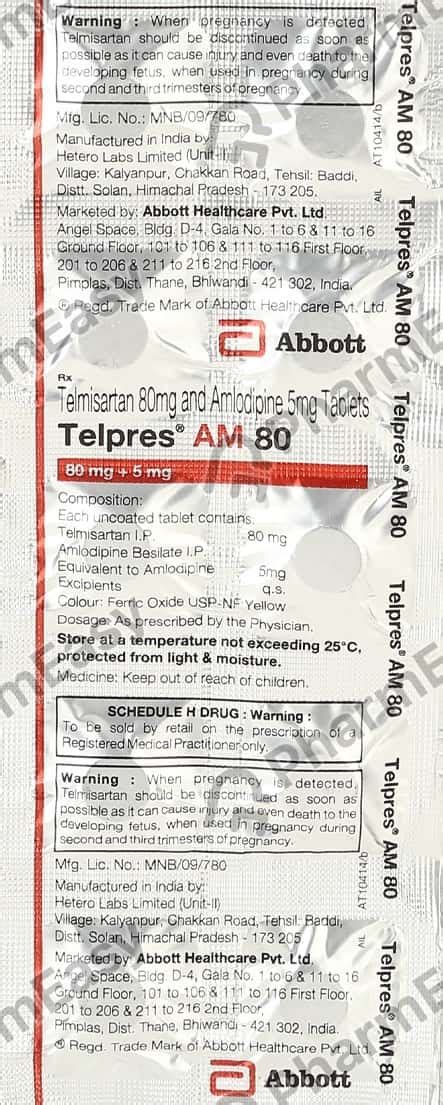 Warning : When pregnancy is detected,
Telmisartan should be discontinued as soon as
possible as it can cause injury and even death to the
developing fetus, when used in pregnancy during
second and third trimesters of pregnancy.
Mfg. Lic. No.: MNB/09/780
Manufactured in India by:
Hetero Labs Limited (Unit-II)
Village: Kalyanpur, Chakkan Road, Tehsil: Baddi,
Distt. Solan, Himachal Pradesh - 173 205.
Marketed by: Abbott Healthcare Pvt. Ltd.
Angel Space, Bldg. D-4, Gala No. 1 to 6 & 11 to 16
Ground Floor, 101 to 106 & 111 to 116 First Floor,
201 to 206 & 211 to 216 2nd Floor,
Pimplas, Dist. Thane, Bhiwandi - 421 302, India.
® Regd. Trade Mark of Abbott Healthcare Pvt. Ltd.
Abbott
Rx
Telmisartan 80mg and Amlodipine 5mg Tablets
Telpres® AM 80
80 mg + 5 mg
Composition:
Each uncoated tablet contains:
Telmisartan I.P. 80 mg
Amlodipine Besilate I.P.
Equivalent to Amlodipine 5mg
Excipients q.s.
Colour: Ferric Oxide USP-NF Yellow
Dosage: As prescribed by the Physician.
Store at a temperature not exceeding 25°C,
protected from light & moisture.
Medicine: Keep out of reach of children.
SCHEDULE H DRUG : Warning :
To be sold by retail on the prescription of a
Registered Medical Practitioner only.
Warning : When pregnancy is detected,
Telmisartan should be discontinued as soon as
possible as it can cause injury and even death to the
developing fetus, when used in pregnancy during
second and third trimesters of pregnancy.
Mfg. Lic. No.: MNB/09/780
Manufactured in India by:
Hetero Labs Limited (Unit-II)
Village: Kalyanpur, Chakkan Road, Tehsil: Baddi,
Distt. Solan, Himachal Pradesh - 173 205
Marketed by: Abbott Healthcare Pvt. Ltd.
Angel Space, Bldg. D-4, Gala No. 1 to 6 & 11 to 16
Ground Floor, 101 to 106 & 111 to 116 First Floor,
201 to 206 & 211 to 216 2nd Floor,
Pimplas, Dist. Thane, Bhiwandi - 421 302, India.
® Regd. Trade Mark of Abbott Healthcare Pvt. Ltd.
Abbott
Telpres® AM 80
Telpres® AM 80
Telpres® AM 80
Telpres® AM 80
Telpres® AM 80
Telpres® AM 80
PharmEasy